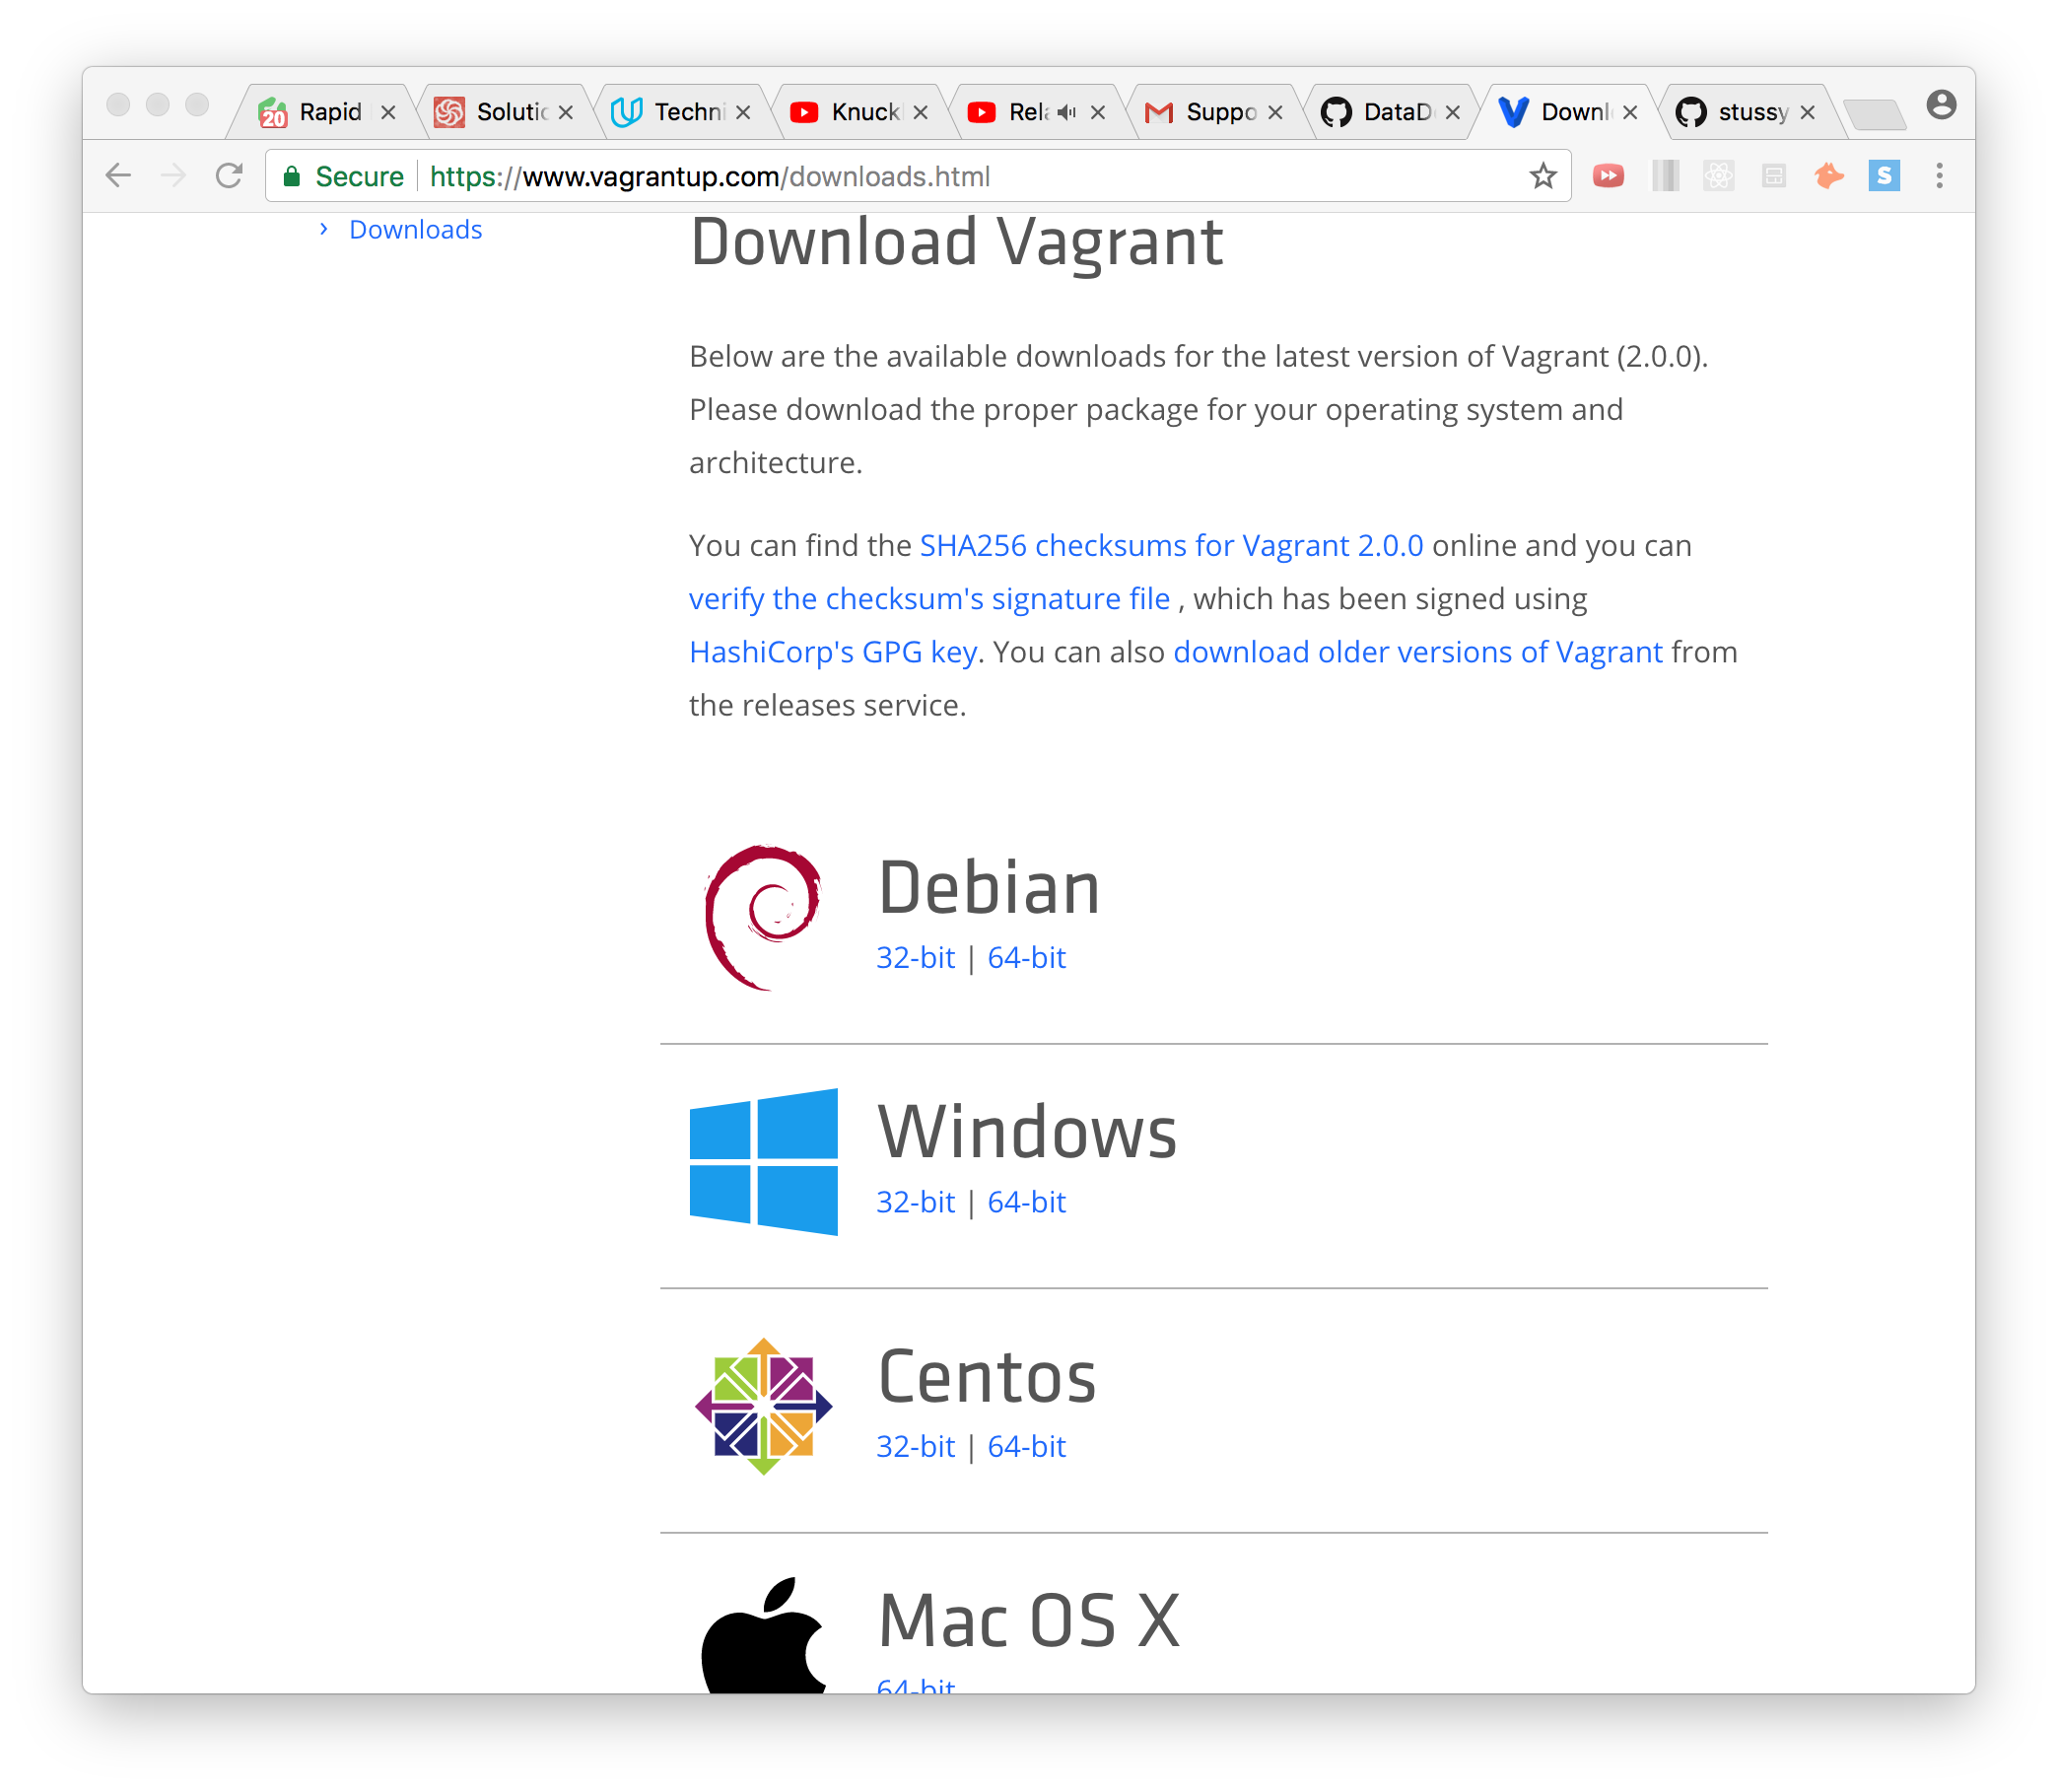 20 Rapid
Solutio
Techni
Knuck
Rela
Suppo
DataD
Downl
stussy
Secure
https://www.vagrantup.com/downloads.html
S
Downloads
Download Vagrant
Below are the available downloads for the latest version of Vagrant (2.0.0).
Please download the proper package for your operating system and
architecture.
You can find the SHA256 checksums for Vagrant 2.0.0 online and you can
verify the checksum's signature file , which has been signed using
HashiCorp's GPG key. You can also download older versions of Vagrant from
the releases service.
Debian
32-bit | 64-bit
Windows
32-bit | 64-bit
Centos
32-bit | 64-bit
Mac OS X
64-bit